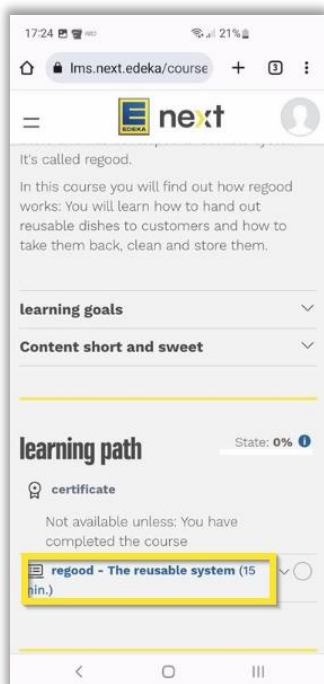 17:24
21%
lms.next.edeka/course
3
EDEKA next
It's called regood.
In this course you will find out how regood
works: You will learn how to hand out
reusable dishes to customers and how to
take them back, clean and store them.
learning goals
Content short and sweet
learning path
State: 0%
certificate
Not available unless: You have
completed the course
regood - The reusable system (15
min.)